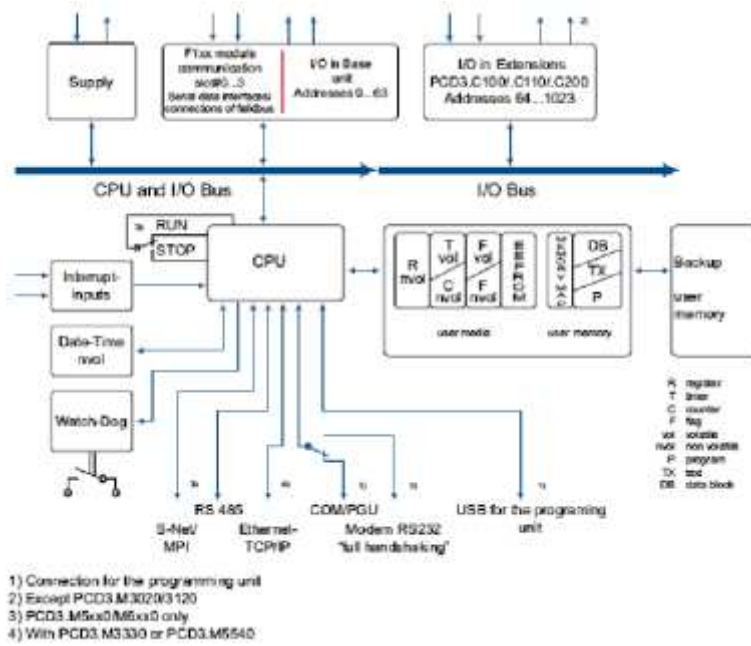 Supply
F1xx module
communication
slot#0...3
Serial data interfaces/
connections of fieldbus
I/O in Base
unit
Addresses 0...63
I/O in Extensions
PCD3.C100/.C110/.C200
Addresses 64...1023
CPU and I/O Bus
I/O Bus
RUN
STOP
CPU
Interrupt-
Inputs
Date-Time
nvol
Watch-Dog
R
nvol
T
vol
C
nvol
F
vol
F
nvol
DB
TX
P
user media
user memory
Backup
user
memory
R register
T timer
C counter
F flag
vol volatile
nvol non volatile
P program
TX text
DB data block
RS 485
S-Net/
MPI
Ethernet-
TCP/IP
COM/PGU
Modem RS232
"full handshaking"
USB for the programing
unit
1) Connection for the programming unit
2) Except PCD3.M3020/3120
3) PCD3.M5xx0/M6xx0 only
4) With PCD3.M3330 or PCD3.M5540